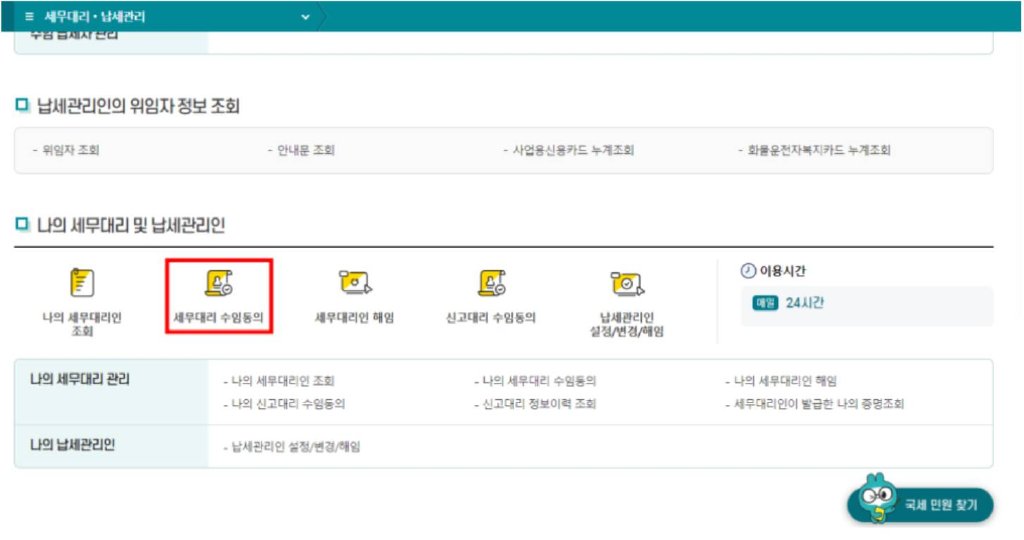 세무대리 • 납세관리
수임 납세자 관리
납세관리인의 위임자 정보 조회
- 위임자 조회
- 안내문 조회
- 사업용신용카드 누계조회
- 화물운전자복지카드 누계조회
나의 세무대리 및 납세관리인
나의 세무대리인
조회
세무대리 수임동의
세무대리인 해임
신고대리 수임동의
납세관리인
설정/변경/해임
이용시간
매일 24시간
나의 세무대리 관리
- 나의 세무대리인 조회
- 나의 세무대리 수임동의
- 나의 세무대리인 해임
- 나의 신고대리 수임동의
- 신고대리 정보이력 조회
- 세무대리인이 발급한 나의 증명조회
나의 납세관리인
- 납세관리인 설정/변경/해임
국세 민원 찾기